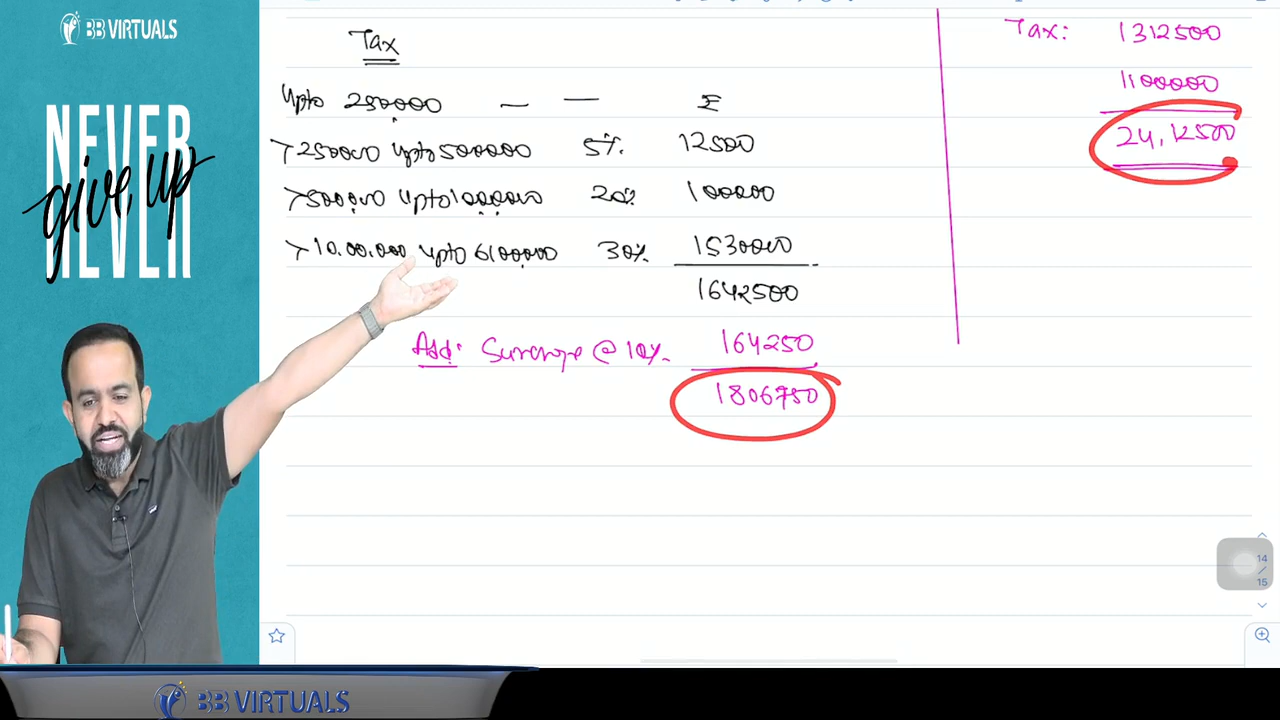 BB VIRTUALS
NEVER
give up
NEVER
Tax
Upto 250000 — —
>250000 upto 500000 5% 12500
>500000 upto 1000000 20% 100000
>10,00,000 upto 6100000 30% 1530000
1642500
Add: Surcharge @ 10% 164250
1806750
Tax: 1312500
1100000
24,12500
14
/
15
BB VIRTUALS